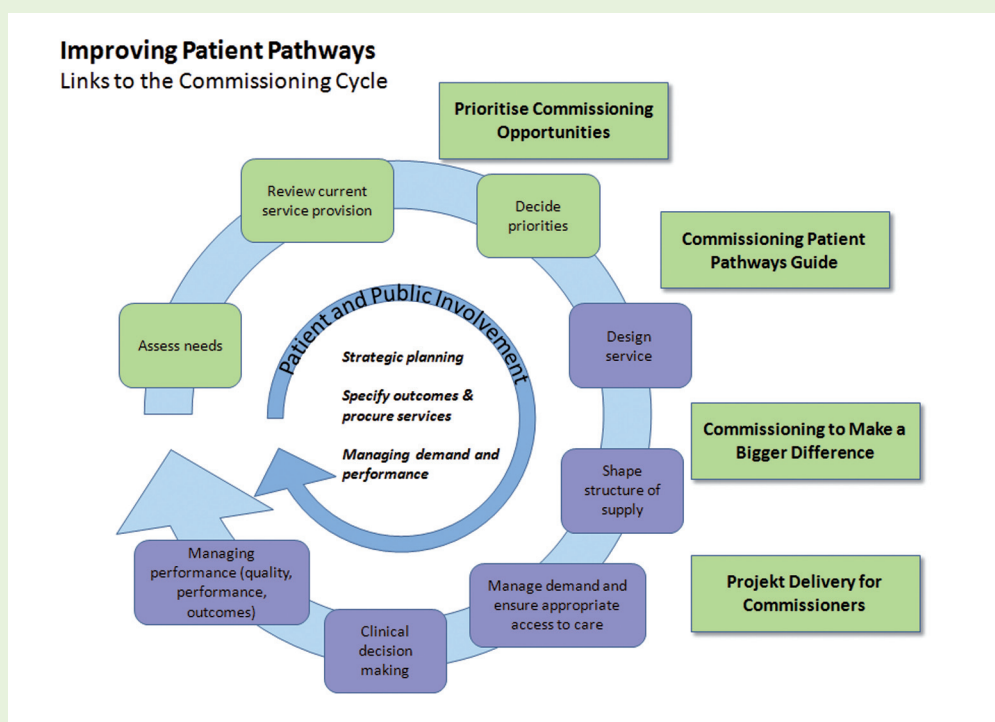 Improving Patient Pathways
Links to the Commissioning Cycle
Prioritise Commissioning
Opportunities
Review current
service provision
Decide
priorities
Commissioning Patient
Pathways Guide
Assess needs
Patient and Public Involvement
Design
service
Strategic planning
Specify outcomes &
procure services
Managing demand and
performance
Commissioning to Make a
Bigger Difference
Shape
structure of
supply
Managing
performance (quality,
performance,
outcomes)
Manage demand and
ensure appropriate
access to care
Projekt Delivery for
Commissioners
Clinical
decision
making